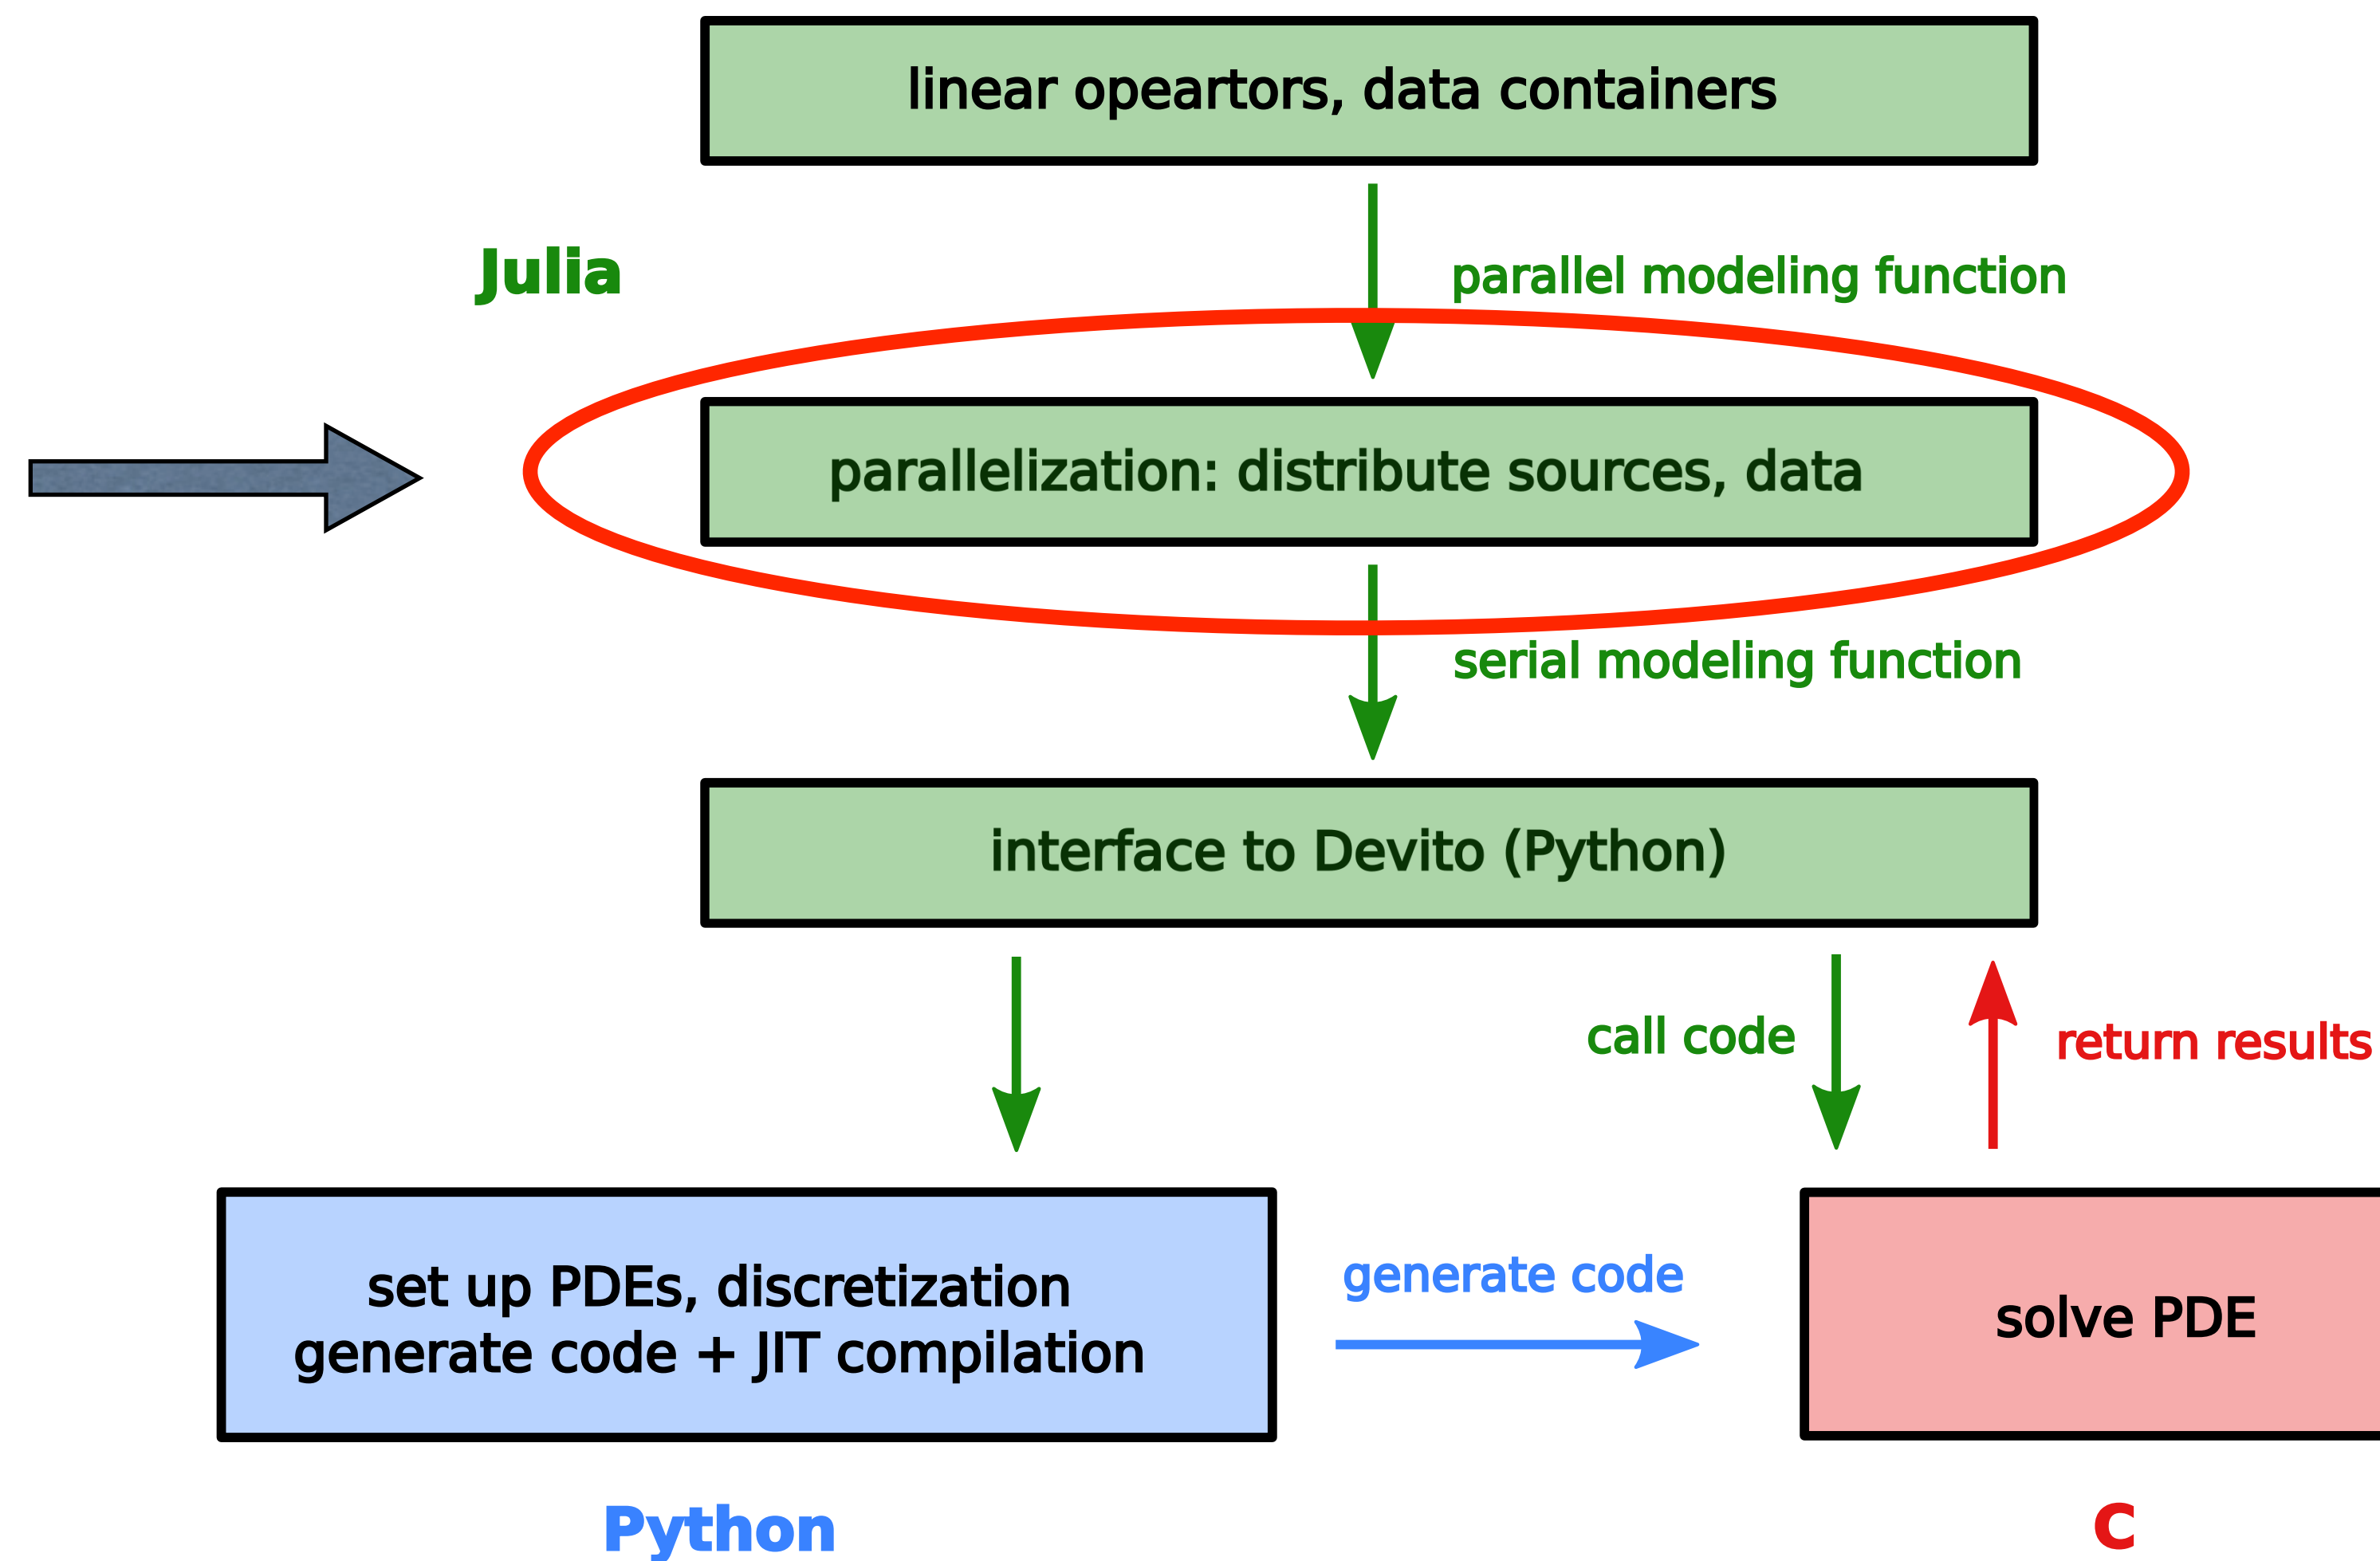 linear opeartors, data containers
Julia
parallel modeling function
parallelization: distribute sources, data
serial modeling function
interface to Devito (Python)
call code
return results
set up PDEs, discretization
generate code + JIT compilation
generate code
solve PDE
Python
C